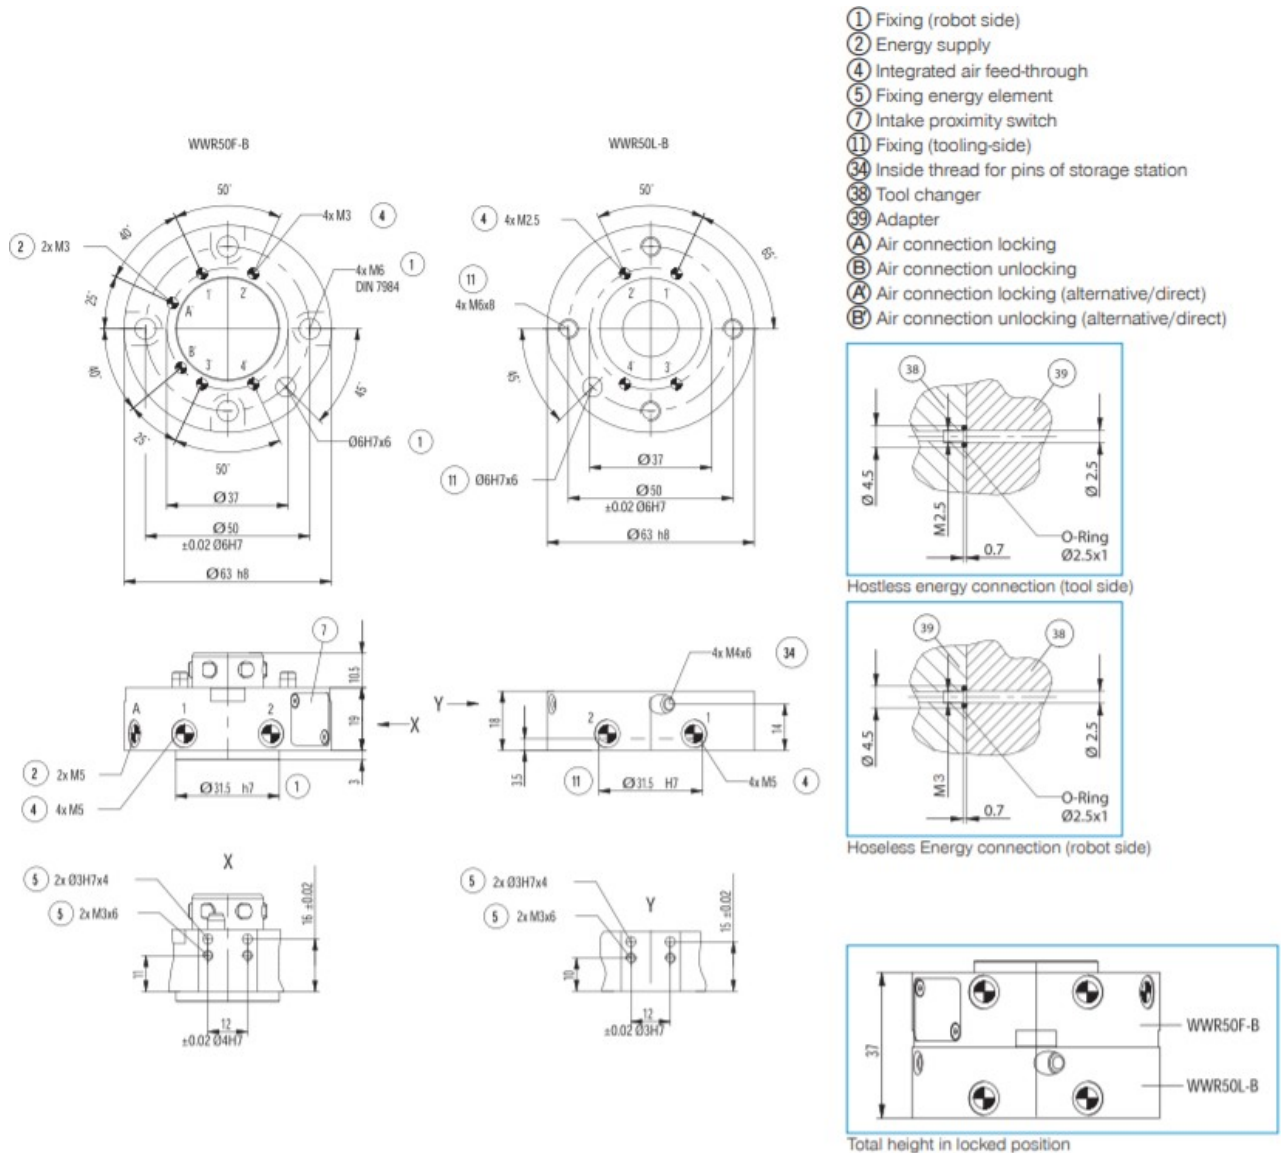 ① Fixing (robot side)
② Energy supply
④ Integrated air feed-through
⑤ Fixing energy element
⑦ Intake proximity switch
⑪ Fixing (tooling-side)
㉞ Inside thread for pins of storage station
㊳ Tool changer
㊴ Adapter
Ⓐ Air connection locking
Ⓑ Air connection unlocking
A' Air connection locking (alternative/direct)
B' Air connection unlocking (alternative/direct)
WWR50F-B
50°
40°
4x M3 ④
② 2x M3
4x M6 ①
DIN 7984
25°
1' 2'
A'
B'
3' 4'
40°
45°
25°
Ø6H7x6 ①
50°
Ø37
Ø50
±0.02 Ø6H7
Ø63 h8
WWR50L-B
50°
④ 4x M2.5
65°
⑪
4x M6x8
2' 1'
4' 3
45°
Ø37
⑪ Ø6H7x6
Ø50
±0.02 Ø6H7
Ø63 h8
38
39
Ø 4.5
M2.5
Ø 2.5
O-Ring
Ø2.5x1
0.7
Hostless energy connection (tool side)
39
38
Ø 4.5
M3
Ø 2.5
O-Ring
Ø2.5x1
0.7
Hoseless Energy connection (robot side)
7
10.5
A 1 2
19
X
② 2x M5
3
Ø31.5 h7 ①
④ 4x M5
4x M4x6 34
Y
18
2 1
14
3.5
⑪ Ø31.5 H7
4x M5 ④
X
⑤ 2x Ø3H7x4
⑤ 2x M3x6
16 ±0.02
11
12
±0.02 Ø4H7
Y
⑤ 2x Ø3H7x4
⑤ 2x M3x6
15 ±0.02
10
12
±0.02 Ø3H7
37
WWR50F-B
WWR50L-B
Total height in locked position